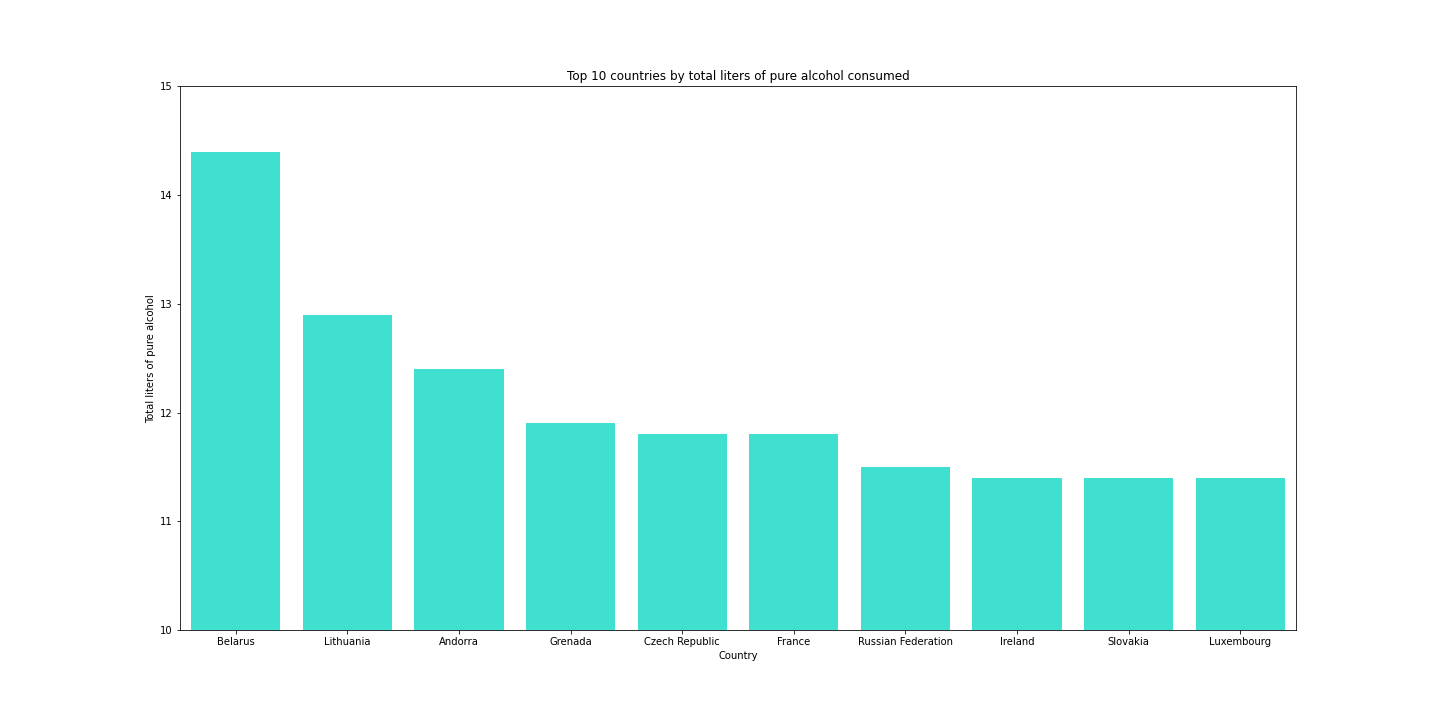 Top 10 countries by total liters of pure alcohol consumed
15
14
13
12
11
10
Total liters of pure alcohol
Belarus Lithuania Andorra Grenada Czech Republic France Russian Federation Ireland Slovakia Luxembourg
Country